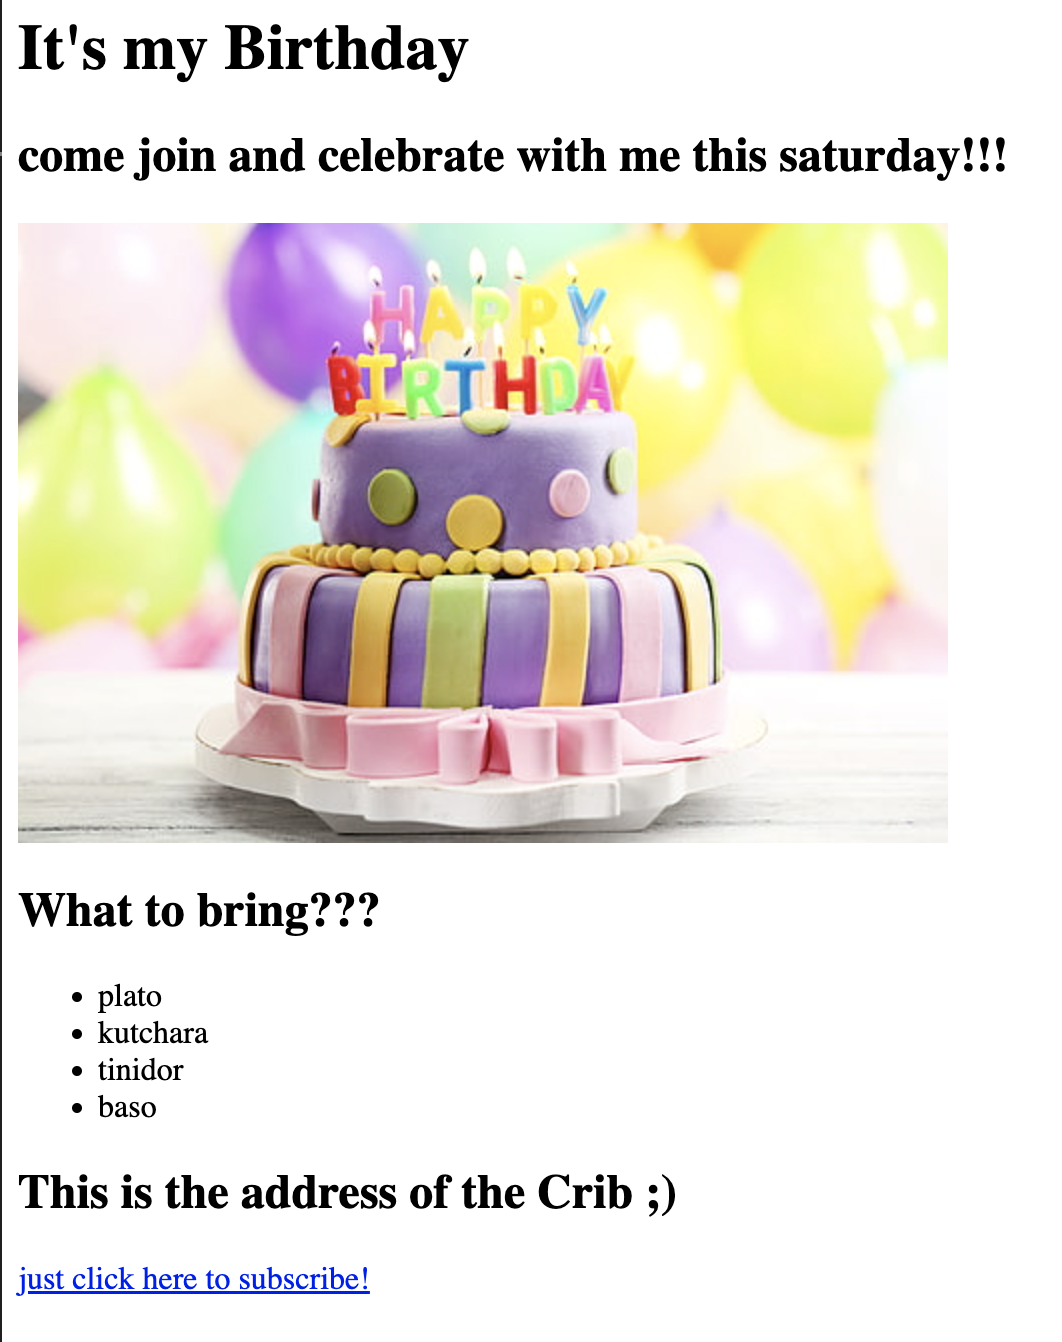 It's my Birthday
come join and celebrate with me this saturday!!!
HAPPY
BIRTHDAY
What to bring???
plato
kutchara
tinidor
baso
This is the address of the Crib ;)
just click here to subscribe!